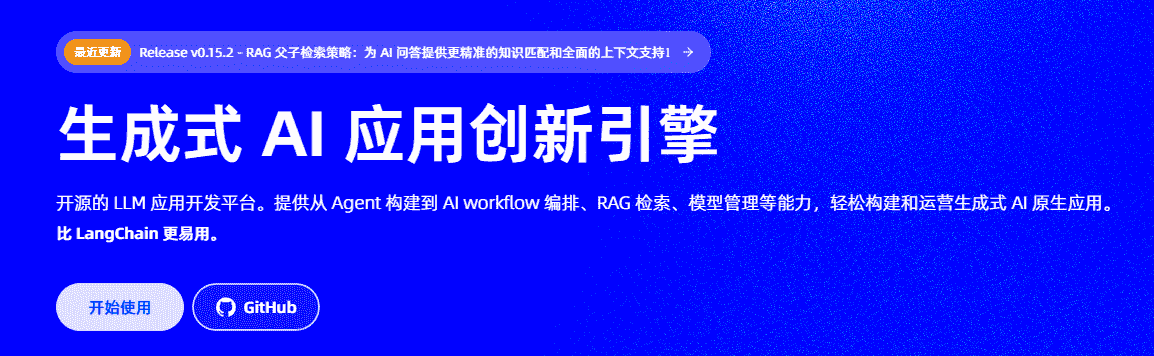 最近更新 Release v0.15.2 - RAG 父子检索策略：为 AI 问答提供更精准的知识匹配和全面的上下文支持！ →
生成式 AI 应用创新引擎
开源的 LLM 应用开发平台。提供从 Agent 构建到 AI workflow 编排、RAG 检索、模型管理等能力，轻松构建和运营生成式 AI 原生应用。
比 LangChain 更易用。
开始使用 GitHub